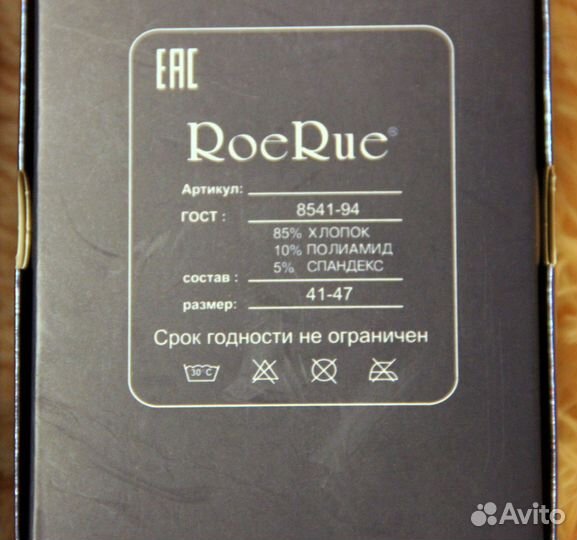 EAC
RoeRue®
Артикул:
ГОСТ : 8541-94
85% ХЛОПОК
10% ПОЛИАМИД
состав : 5% СПАНДЕКС
размер: 41-47
Срок годности не ограничен
30°C
Avito